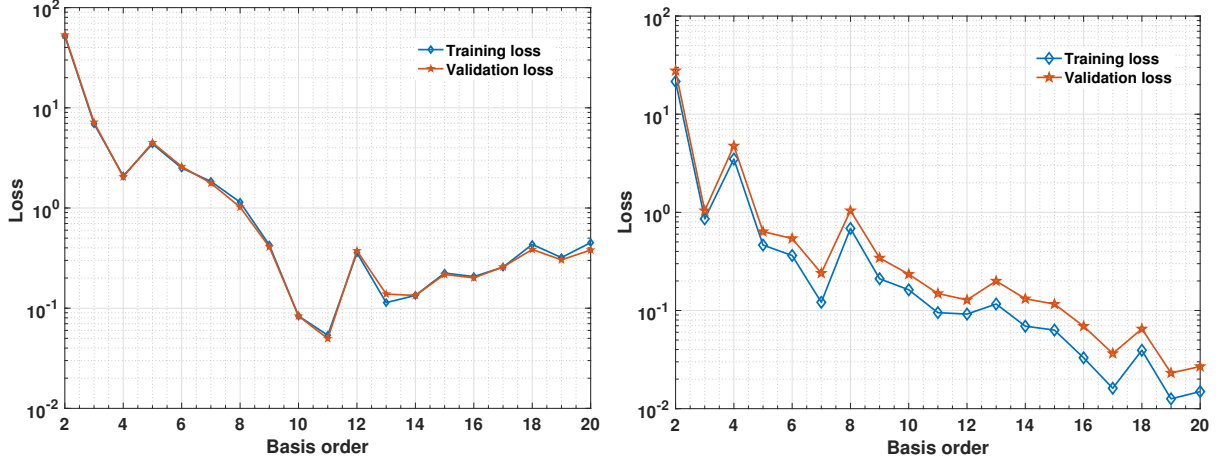 10^2
10^1
10^0
10^-1
10^-2
Loss
2 4 6 8 10 12 14 16 18 20
Basis order
Training loss
Validation loss
10^2
10^1
10^0
10^-1
10^-2
Loss
2 4 6 8 10 12 14 16 18 20
Basis order
Training loss
Validation loss